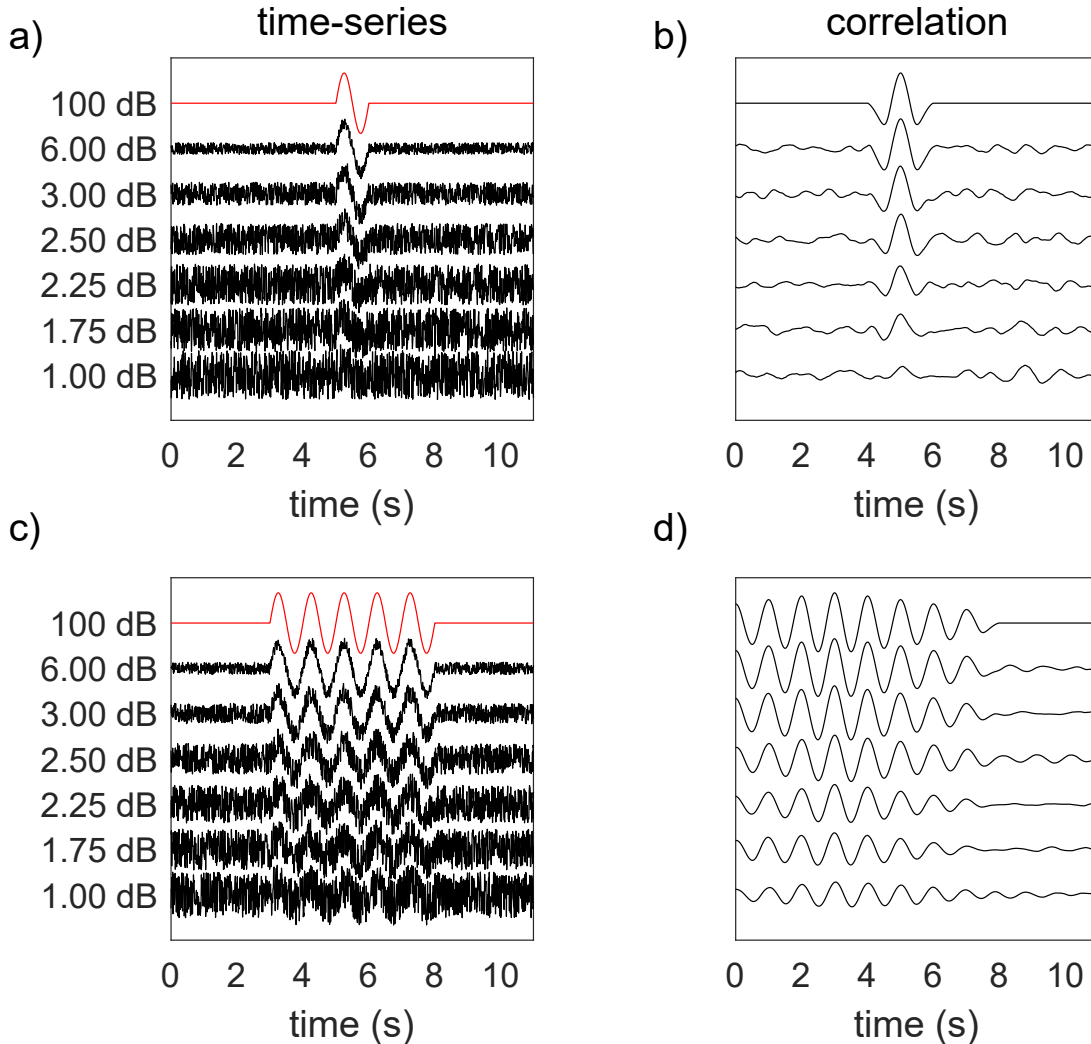 time-series
correlation
a)
b)
100 dB
6.00 dB
3.00 dB
2.50 dB
2.25 dB
1.75 dB
1.00 dB
0 2 4 6 8 10
0 2 4 6 8 10
time (s)
time (s)
c)
d)
100 dB
6.00 dB
3.00 dB
2.50 dB
2.25 dB
1.75 dB
1.00 dB
0 2 4 6 8 10
0 2 4 6 8 10
time (s)
time (s)